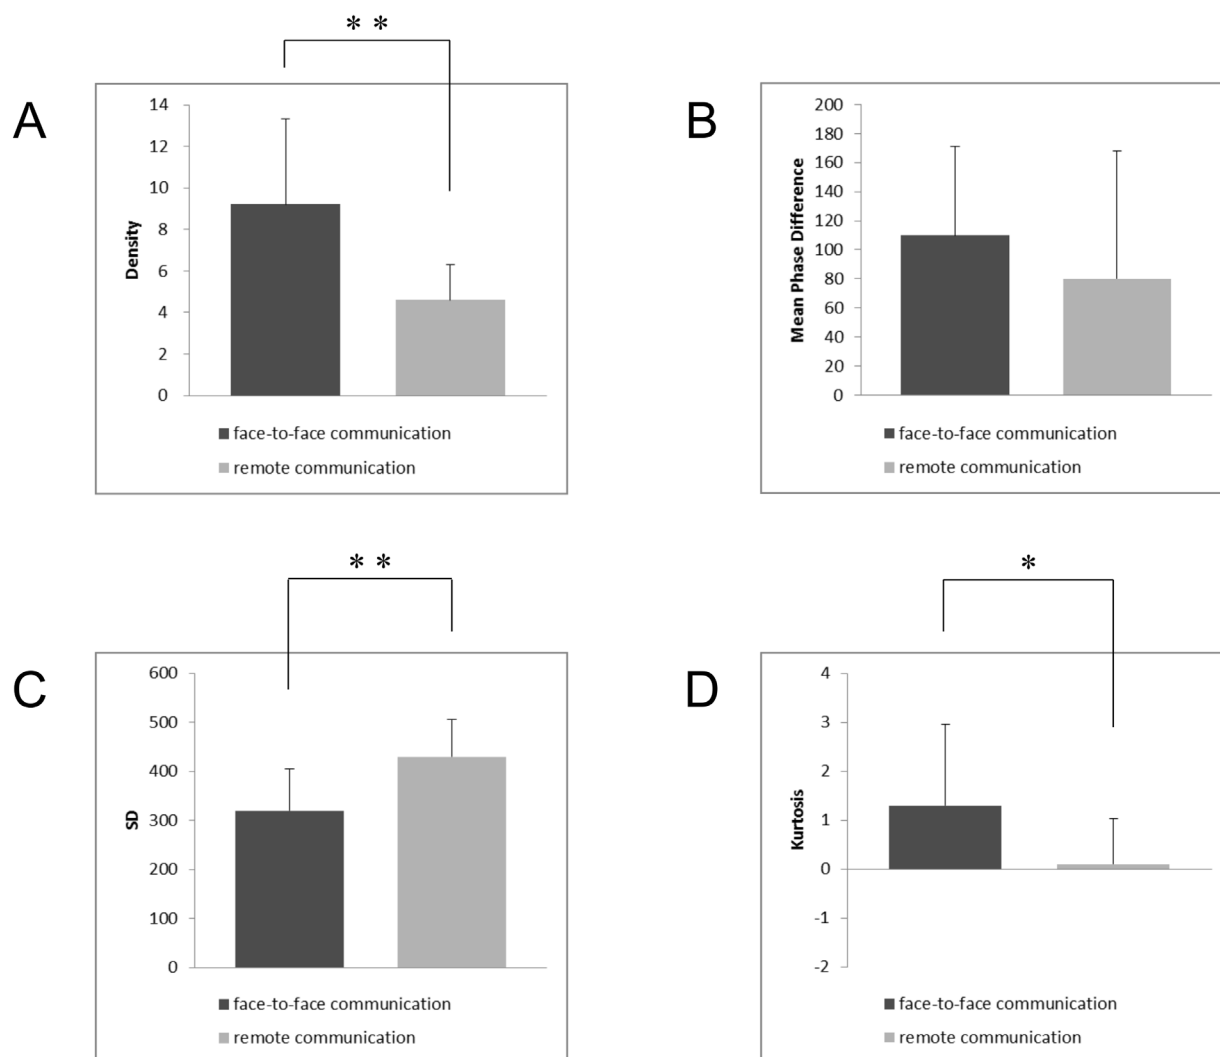 * *
A
14
12
10
8
6
4
2
0
Density
face-to-face communication
remote communication
B
200
180
160
140
120
100
80
60
40
20
0
Mean Phase Difference
face-to-face communication
remote communication
* *
C
600
500
400
300
200
100
0
SD
face-to-face communication
remote communication
*
D
4
3
2
1
0
-1
-2
Kurtosis
face-to-face communication
remote communication